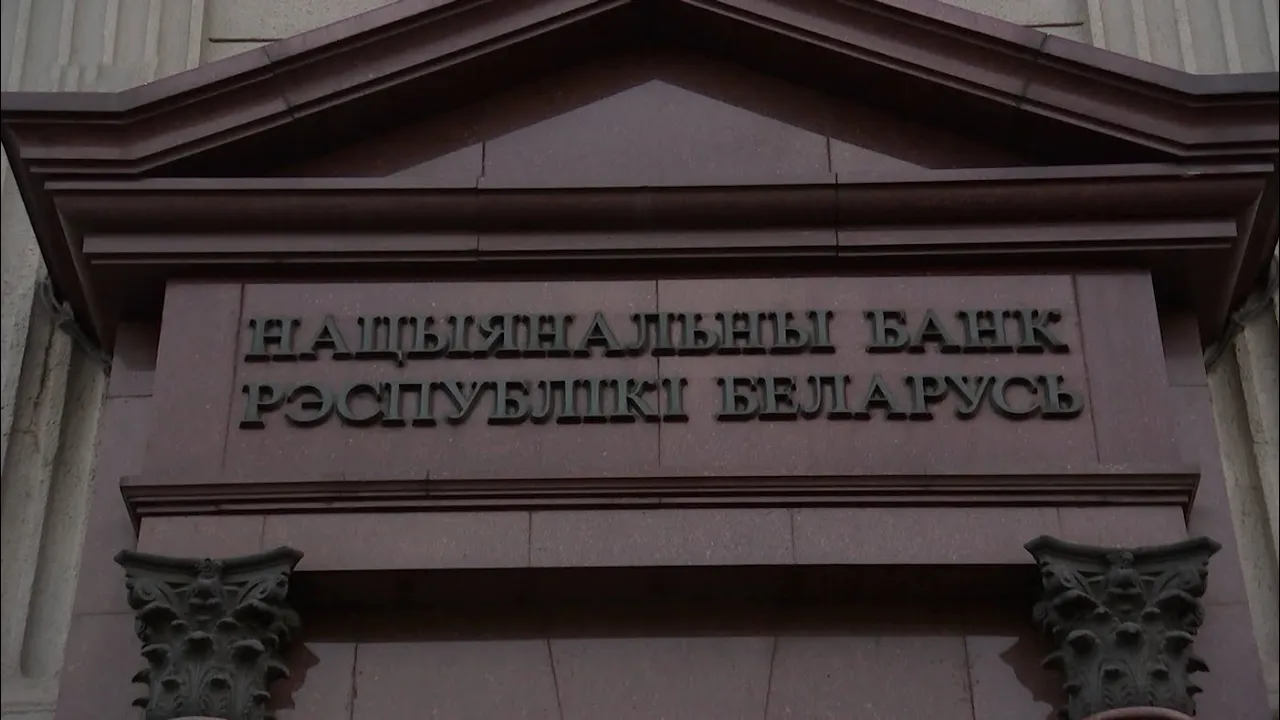 НАЦЫЯНАЛЬНЫ БАНК
РЭСПУБЛІКІ БЕЛАРУСЬ